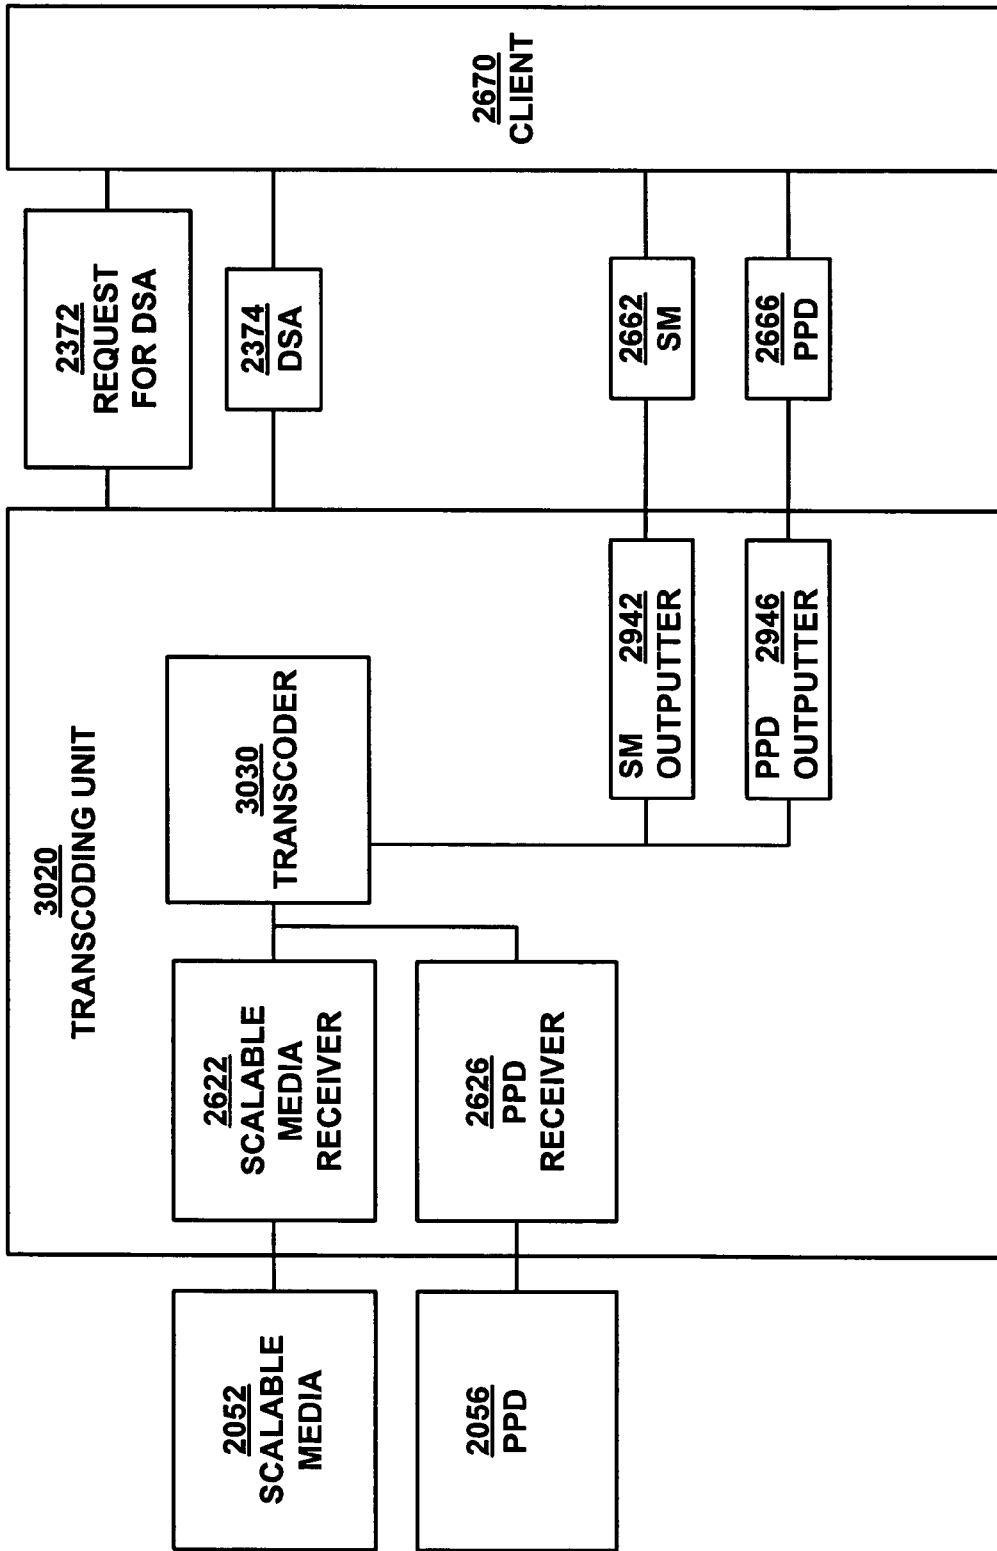 3020
TRANSCODING UNIT
2052
SCALABLE
MEDIA
2622
SCALABLE
MEDIA
RECEIVER
3030
TRANSCODER
2372
REQUEST
FOR DSA
2374
DSA
2670
CLIENT
2056
PPD
2626
PPD
RECEIVER
SM 2942
OUTPUTTER
2662
SM
PPD 2946
OUTPUTTER
2666
PPD